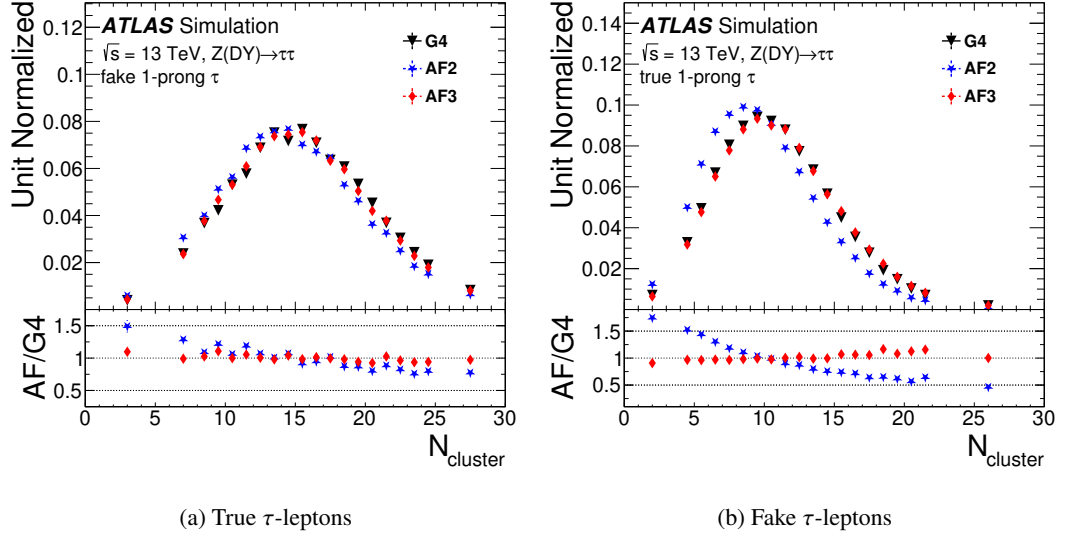 ATLAS Simulation
√s = 13 TeV, Z(DY)→ττ
fake 1-prong τ
G4
AF2
AF3
Unit Normalized
0.12
0.1
0.08
0.06
0.04
0.02
AF/G4
1.5
1
0.5
0 5 10 15 20 25 30
N_cluster
(a) True τ-leptons
ATLAS Simulation
√s = 13 TeV, Z(DY)→ττ
true 1-prong τ
G4
AF2
AF3
Unit Normalized
0.14
0.12
0.1
0.08
0.06
0.04
0.02
AF/G4
1.5
1
0.5
0 5 10 15 20 25 30
N_cluster
(b) Fake τ-leptons